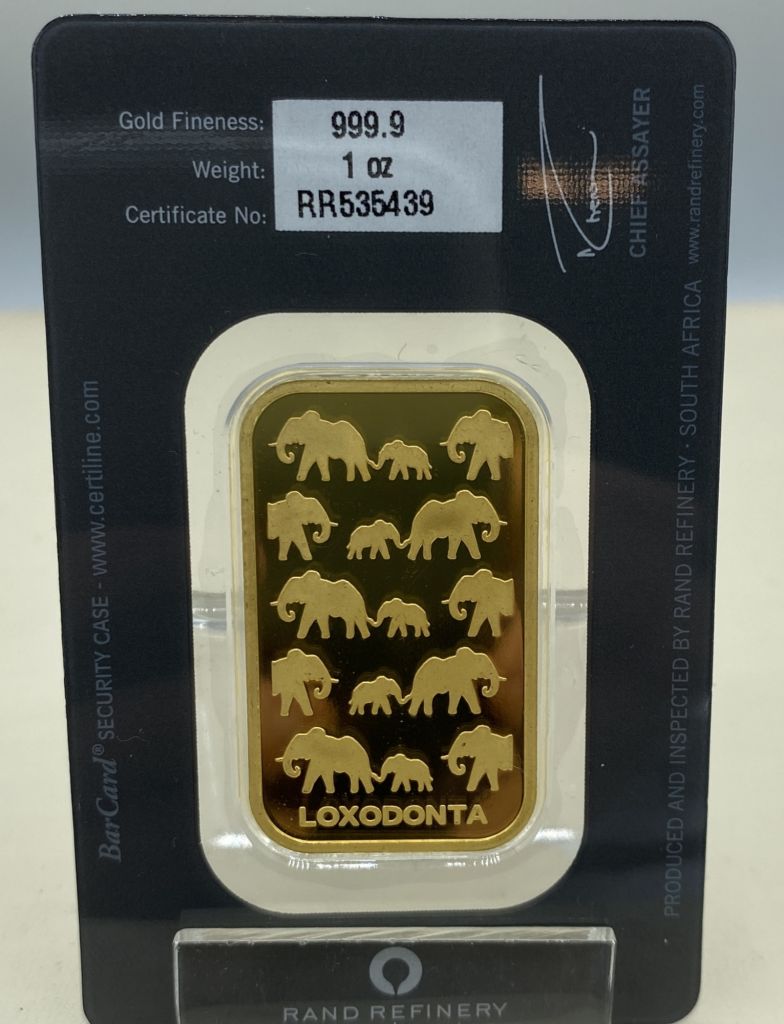 Gold Fineness: 999.9
Weight: 1 oz
Certificate No: RR535439
CHIEF ASSAYER
www.randrefinery.com
BarCard® SECURITY CASE - www.certiline.com
PRODUCED AND INSPECTED BY RAND REFINERY · SOUTH AFRICA
LOXODONTA
RAND REFINERY